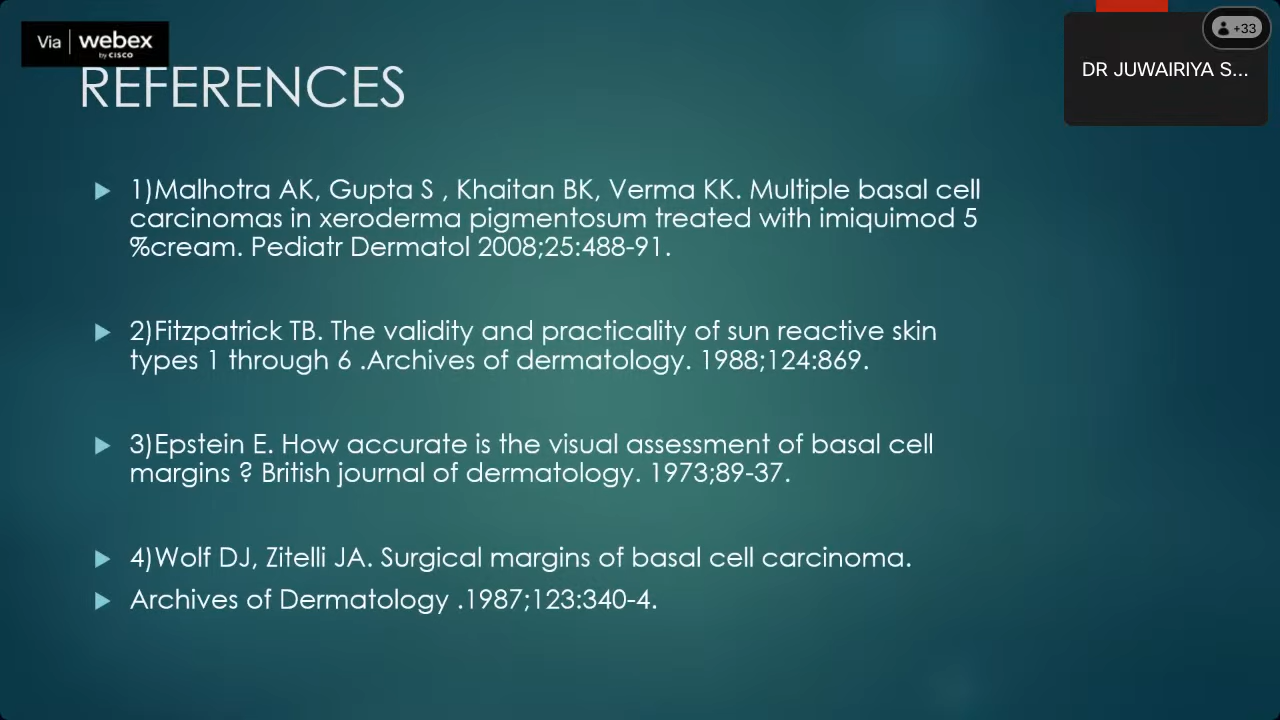 Via webex
by CISCO
+33
DR JUWAIRIYA S...
REFERENCES
1)Malhotra AK, Gupta S , Khaitan BK, Verma KK. Multiple basal cell
carcinomas in xeroderma pigmentosum treated with imiquimod 5
%cream. Pediatr Dermatol 2008;25:488-91.
2)Fitzpatrick TB. The validity and practicality of sun reactive skin
types 1 through 6 .Archives of dermatology. 1988;124:869.
3)Epstein E. How accurate is the visual assessment of basal cell
margins ? British journal of dermatology. 1973;89-37.
4)Wolf DJ, Zitelli JA. Surgical margins of basal cell carcinoma.
Archives of Dermatology .1987;123:340-4.